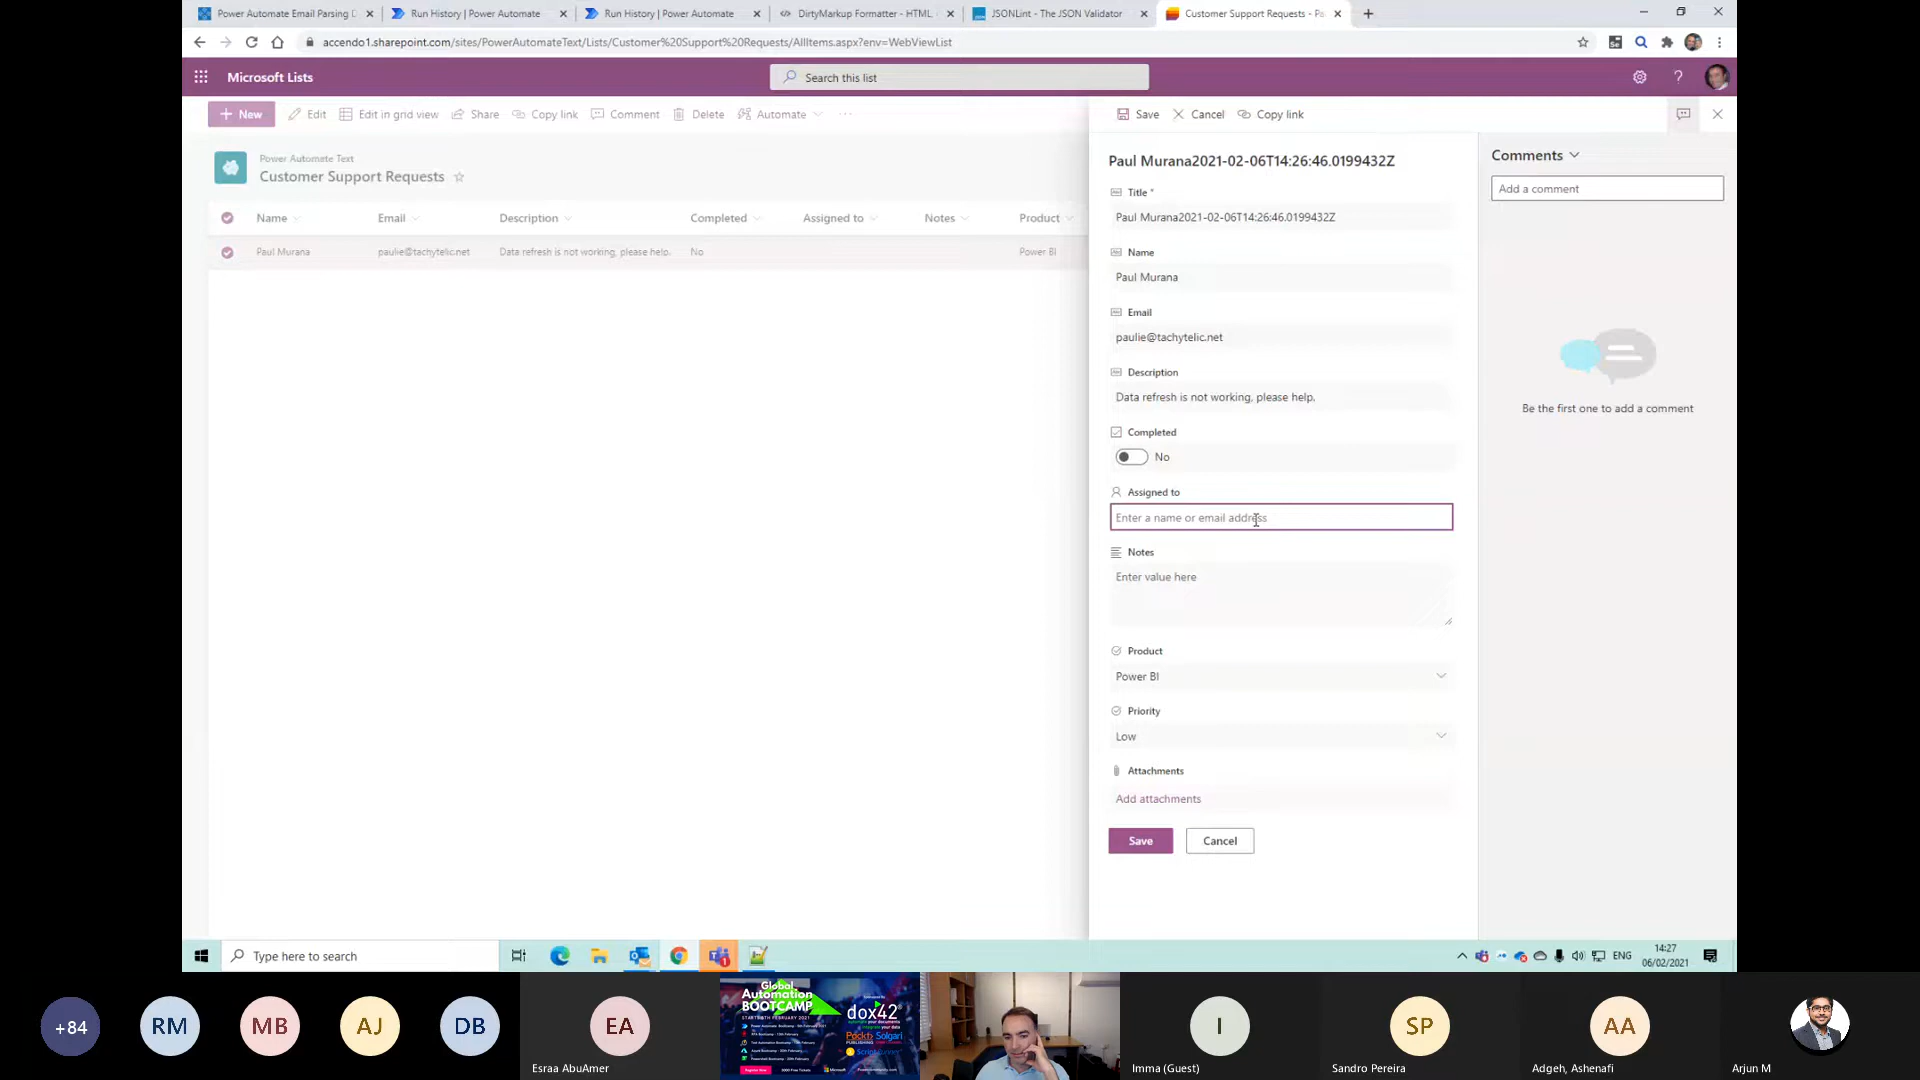 Power Automate Email Parsing D
Run History | Power Automate
Run History | Power Automate
DirtyMarkup Formatter - HTML
JSONLint - The JSON Validator
Customer Support Requests - Pa
accendo1.sharepoint.com/sites/PowerAutomateText/Lists/Customer%20Support%20Requests/AllItems.aspx?env=WebViewList
Microsoft Lists
Search this list
New
Edit
Edit in grid view
Share
Copy link
Comment
Delete
Automate
Save
Cancel
Copy link
Power Automate Text
Customer Support Requests
Name
Email
Description
Completed
Assigned to
Notes
Product
Paul Murana
paulie@tachytelic.net
Data refresh is not working, please help.
No
Power BI
Paul Murana2021-02-06T14:26:46.0199432Z
Title *
Paul Murana2021-02-06T14:26:46.0199432Z
Name
Paul Murana
Email
paulie@tachytelic.net
Description
Data refresh is not working, please help.
Completed
No
Assigned to
Enter a name or email address
Notes
Enter value here
Product
Power BI
Priority
Low
Attachments
Add attachments
Save
Cancel
Comments
Add a comment
Be the first one to add a comment
Type here to search
ENG
14:27
06/02/2021
+84
RM
MB
AJ
DB
EA
Esraa AbuAmer
Global
Automation
BOOTCAMP
dox42
I
Imma (Guest)
SP
Sandro Pereira
AA
Adgeh, Ashenafi
Arjun M